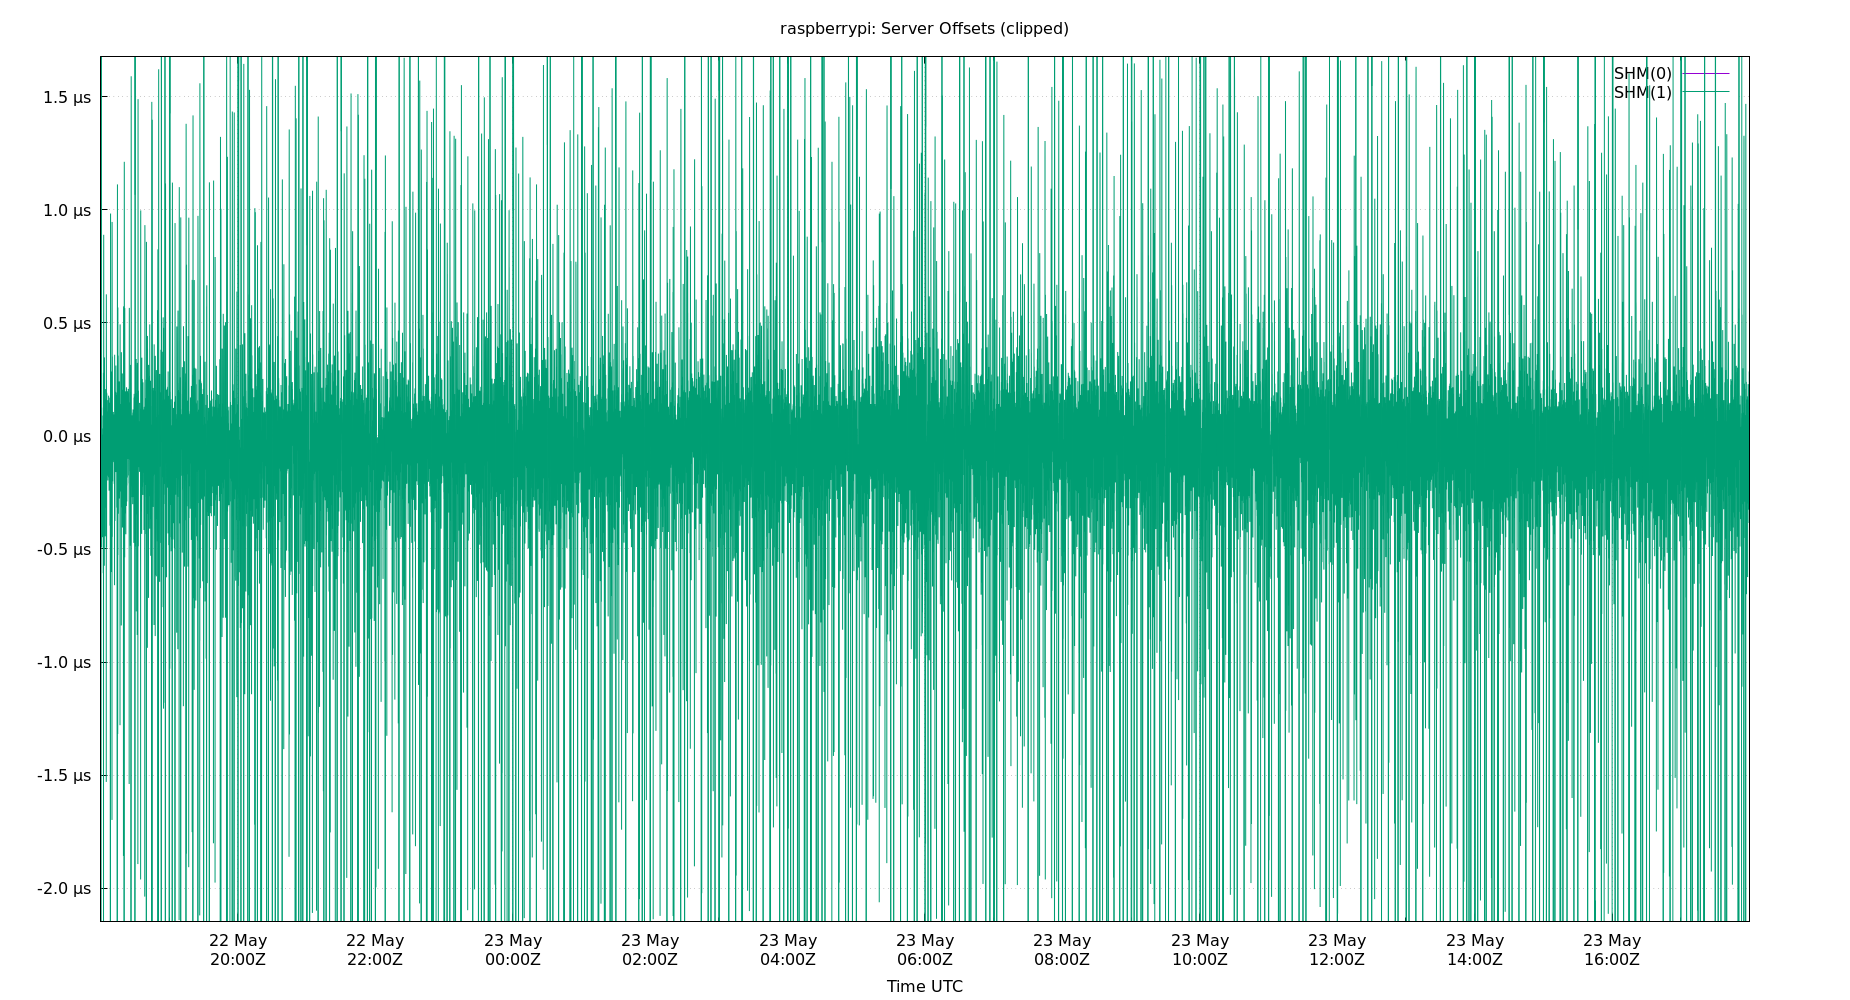 raspberrypi: Server Offsets (clipped)
SHM(0)
SHM(1)
1.5 µs
1.0 µs
0.5 µs
0.0 µs
-0.5 µs
-1.0 µs
-1.5 µs
-2.0 µs
22 May 22 May 23 May 23 May 23 May 23 May 23 May 23 May 23 May 23 May 23 May
20:00Z 22:00Z 00:00Z 02:00Z 04:00Z 06:00Z 08:00Z 10:00Z 12:00Z 14:00Z 16:00Z
Time UTC